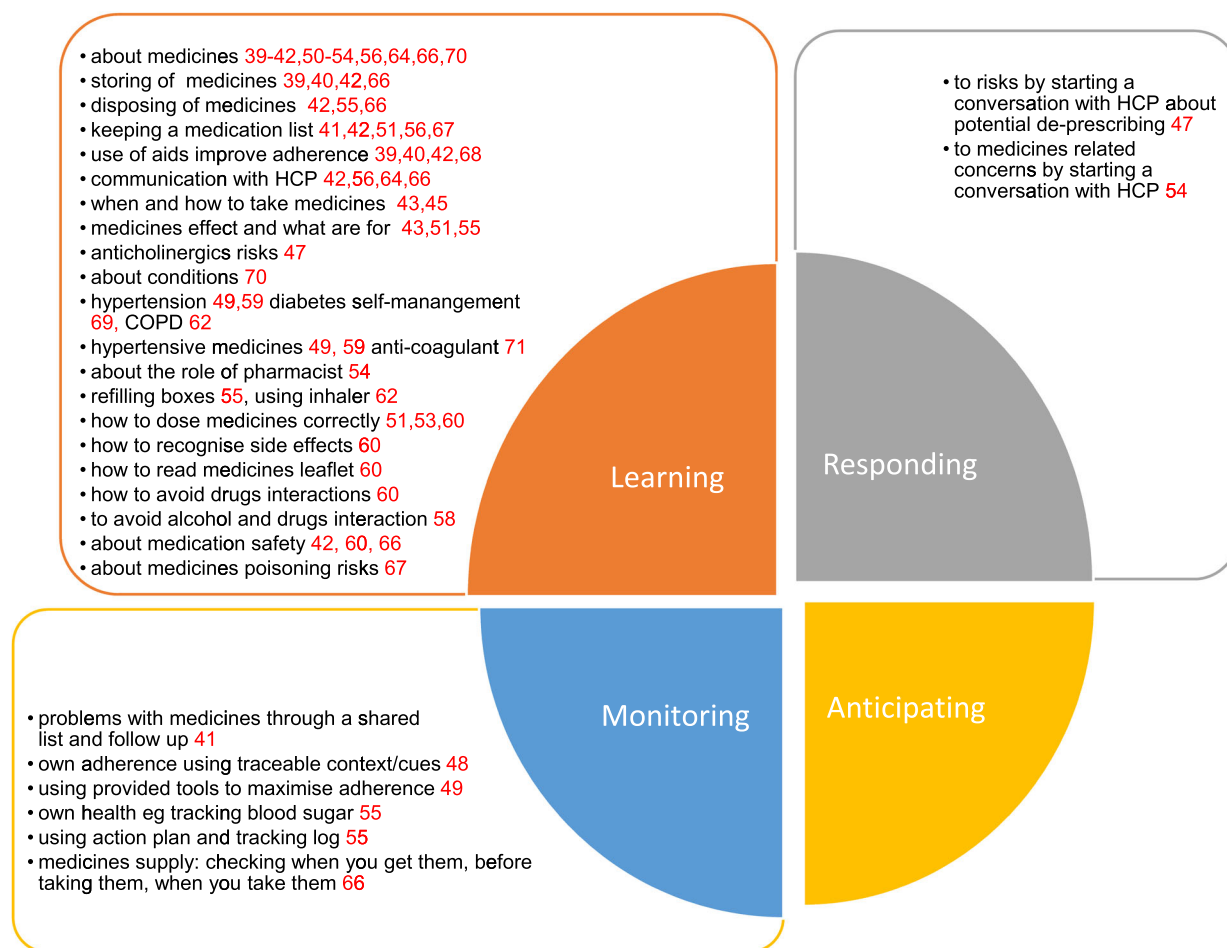 • about medicines 39-42,50-54,56,64,66,70
• storing of medicines 39,40,42,66
• disposing of medicines 42,55,66
• keeping a medication list 41,42,51,56,67
• use of aids improve adherence 39,40,42,68
• communication with HCP 42,56,64,66
• when and how to take medicines 43,45
• medicines effect and what are for 43,51,55
• anticholinergics risks 47
• about conditions 70
• hypertension 49,59 diabetes self-manangement
69, COPD 62
• hypertensive medicines 49, 59 anti-coagulant 71
• about the role of pharmacist 54
• refilling boxes 55, using inhaler 62
• how to dose medicines correctly 51,53,60
• how to recognise side effects 60
• how to read medicines leaflet 60
• how to avoid drugs interactions 60
• to avoid alcohol and drugs interaction 58
• about medication safety 42, 60, 66
• about medicines poisoning risks 67
• to risks by starting a
conversation with HCP about
potential de-prescribing 47
• to medicines related
concerns by starting a
conversation with HCP 54
Learning
Responding
Monitoring
Anticipating
• problems with medicines through a shared
list and follow up 41
• own adherence using traceable context/cues 48
• using provided tools to maximise adherence 49
• own health eg tracking blood sugar 55
• using action plan and tracking log 55
• medicines supply: checking when you get them, before
taking them, when you take them 66